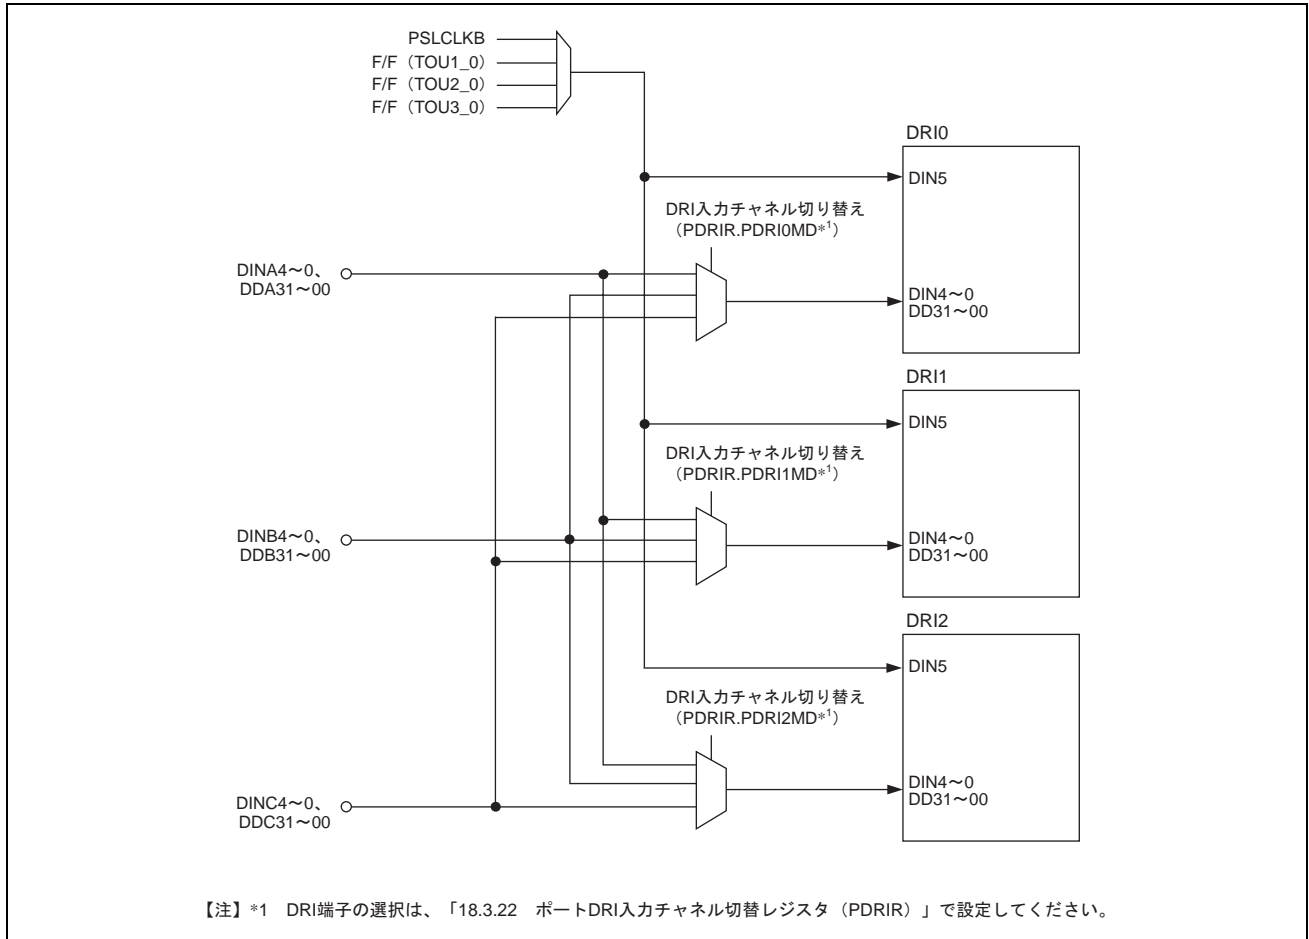 PSLCLKB
F/F（TOU1_0）
F/F（TOU2_0）
F/F（TOU3_0）
DRI0
DIN5
DRI入力チャネル切り替え
（PDRIR.PDRI0MD*1）
DINA4～0、
DDA31～00
DIN4～0
DD31～00
DRI1
DIN5
DRI入力チャネル切り替え
（PDRIR.PDRI1MD*1）
DINB4～0、
DDB31～00
DIN4～0
DD31～00
DRI2
DIN5
DRI入力チャネル切り替え
（PDRIR.PDRI2MD*1）
DINC4～0、
DDC31～00
DIN4～0
DD31～00
【注】*1 DRI端子の選択は、「18.3.22 ポートDRI入力チャネル切替レジスタ（PDRIR）」で設定してください。